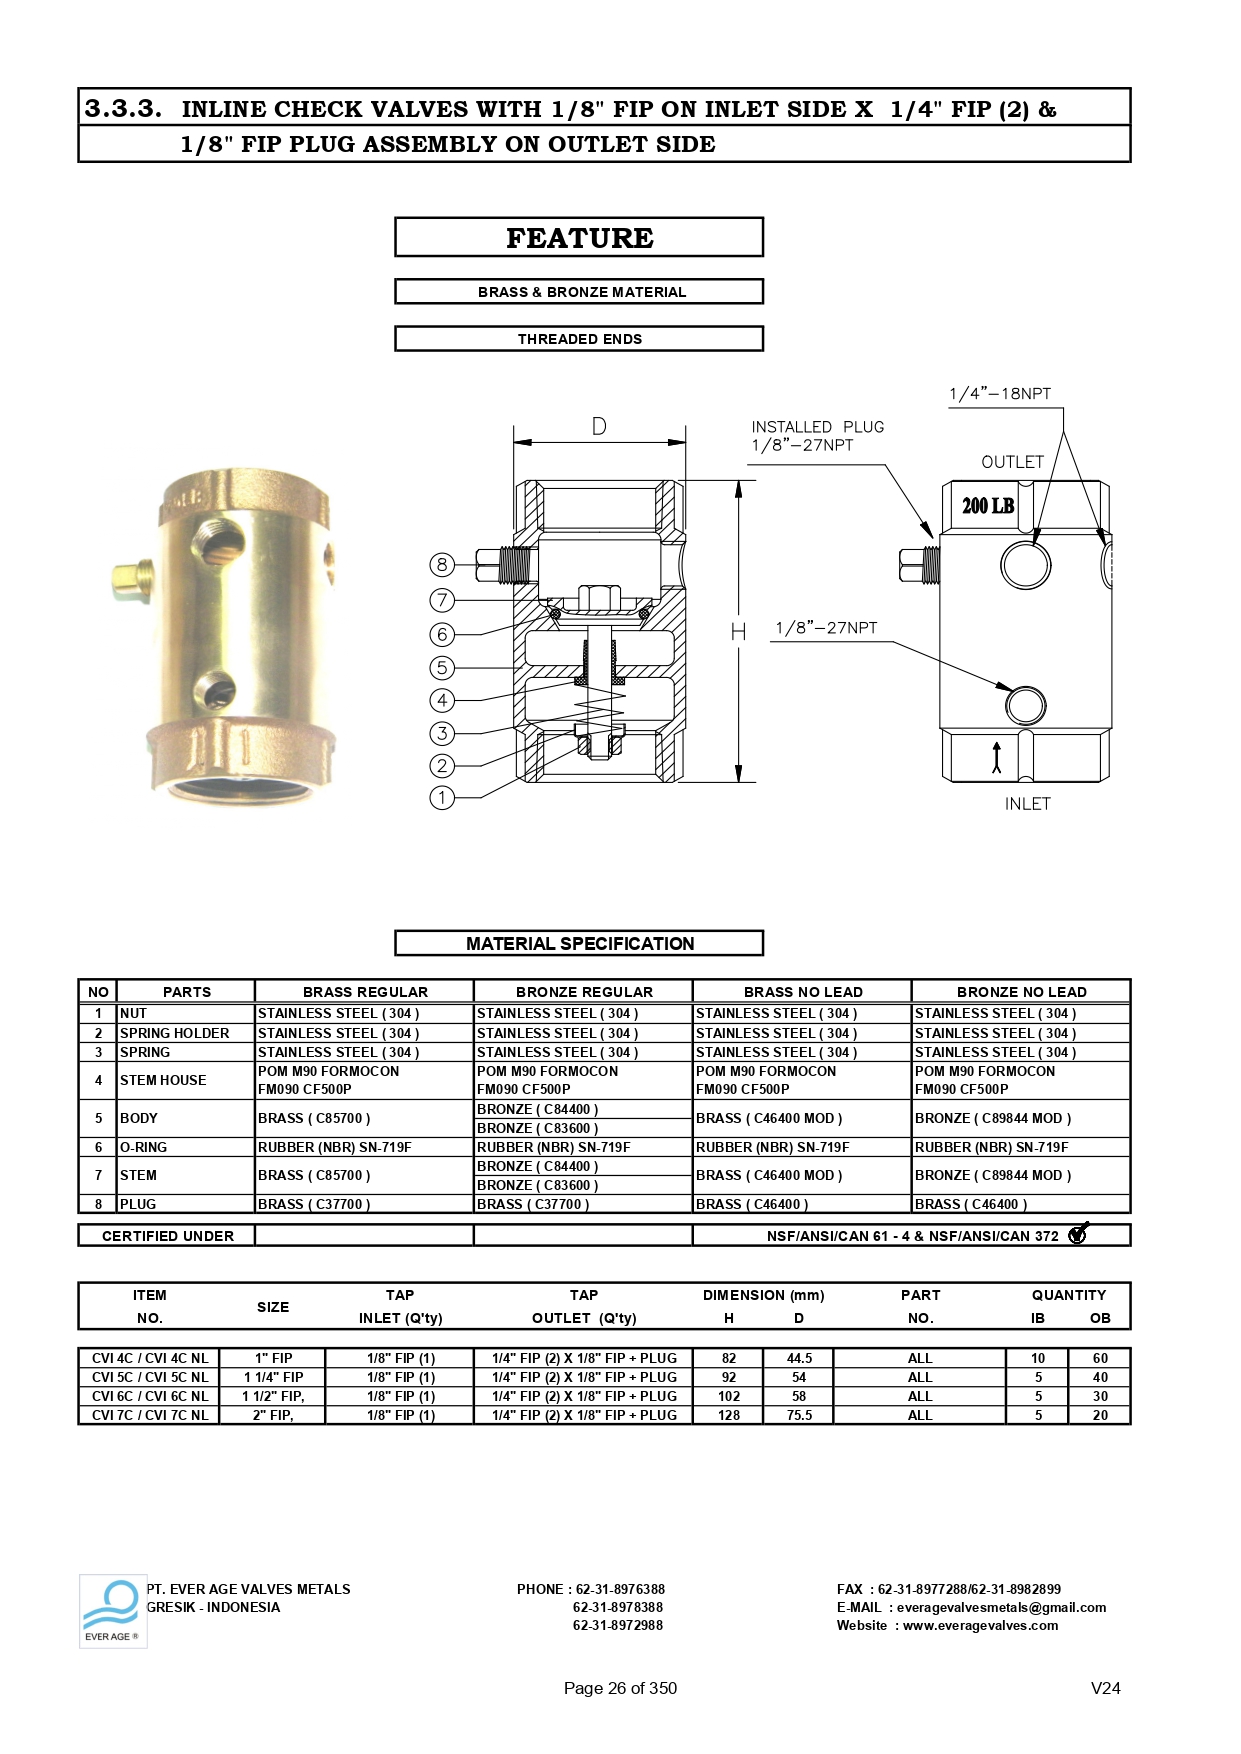 3.3.3. INLINE CHECK VALVES WITH 1/8" FIP ON INLET SIDE X 1/4" FIP (2) &
1/8" FIP PLUG ASSEMBLY ON OUTLET SIDE
FEATURE
BRASS & BRONZE MATERIAL
THREADED ENDS
1/4”-18NPT
D
INSTALLED PLUG
1/8”-27NPT
OUTLET
200 LB
8
7
6
H
1/8”-27NPT
5
4
3
2
1
INLET
MATERIAL SPECIFICATION
NO PARTS BRASS REGULAR BRONZE REGULAR BRASS NO LEAD BRONZE NO LEAD
1 NUT STAINLESS STEEL ( 304 ) STAINLESS STEEL ( 304 ) STAINLESS STEEL ( 304 ) STAINLESS STEEL ( 304 )
2 SPRING HOLDER STAINLESS STEEL ( 304 ) STAINLESS STEEL ( 304 ) STAINLESS STEEL ( 304 ) STAINLESS STEEL ( 304 )
3 SPRING STAINLESS STEEL ( 304 ) STAINLESS STEEL ( 304 ) STAINLESS STEEL ( 304 ) STAINLESS STEEL ( 304 )
4 STEM HOUSE POM M90 FORMOCON POM M90 FORMOCON POM M90 FORMOCON POM M90 FORMOCON
FM090 CF500P FM090 CF500P FM090 CF500P FM090 CF500P
5 BODY BRASS ( C85700 ) BRONZE ( C84400 ) BRASS ( C46400 MOD ) BRONZE ( C89844 MOD )
BRONZE ( C83600 )
6 O-RING RUBBER (NBR) SN-719F RUBBER (NBR) SN-719F RUBBER (NBR) SN-719F RUBBER (NBR) SN-719F
7 STEM BRASS ( C85700 ) BRONZE ( C84400 ) BRASS ( C46400 MOD ) BRONZE ( C89844 MOD )
BRONZE ( C83600 )
8 PLUG BRASS ( C37700 ) BRASS ( C37700 ) BRASS ( C46400 ) BRASS ( C46400 )
CERTIFIED UNDER NSF/ANSI/CAN 61 - 4 & NSF/ANSI/CAN 372
ITEM SIZE TAP TAP DIMENSION (mm) PART QUANTITY
NO. INLET (Q'ty) OUTLET (Q'ty) H D NO. IB OB
CVI 4C / CVI 4C NL 1" FIP 1/8" FIP (1) 1/4" FIP (2) X 1/8" FIP + PLUG 82 44.5 ALL 10 60
CVI 5C / CVI 5C NL 1 1/4" FIP 1/8" FIP (1) 1/4" FIP (2) X 1/8" FIP + PLUG 92 54 ALL 5 40
CVI 6C / CVI 6C NL 1 1/2" FIP, 1/8" FIP (1) 1/4" FIP (2) X 1/8" FIP + PLUG 102 58 ALL 5 30
CVI 7C / CVI 7C NL 2" FIP, 1/8" FIP (1) 1/4" FIP (2) X 1/8" FIP + PLUG 128 75.5 ALL 5 20
PT. EVER AGE VALVES METALS PHONE : 62-31-8976388 FAX : 62-31-8977288/62-31-8982899
GRESIK - INDONESIA 62-31-8978388 E-MAIL : everagevalvesmetals@gmail.com
62-31-8972988 Website : www.everagevalves.com
EVER AGE ®
Page 26 of 350 V24